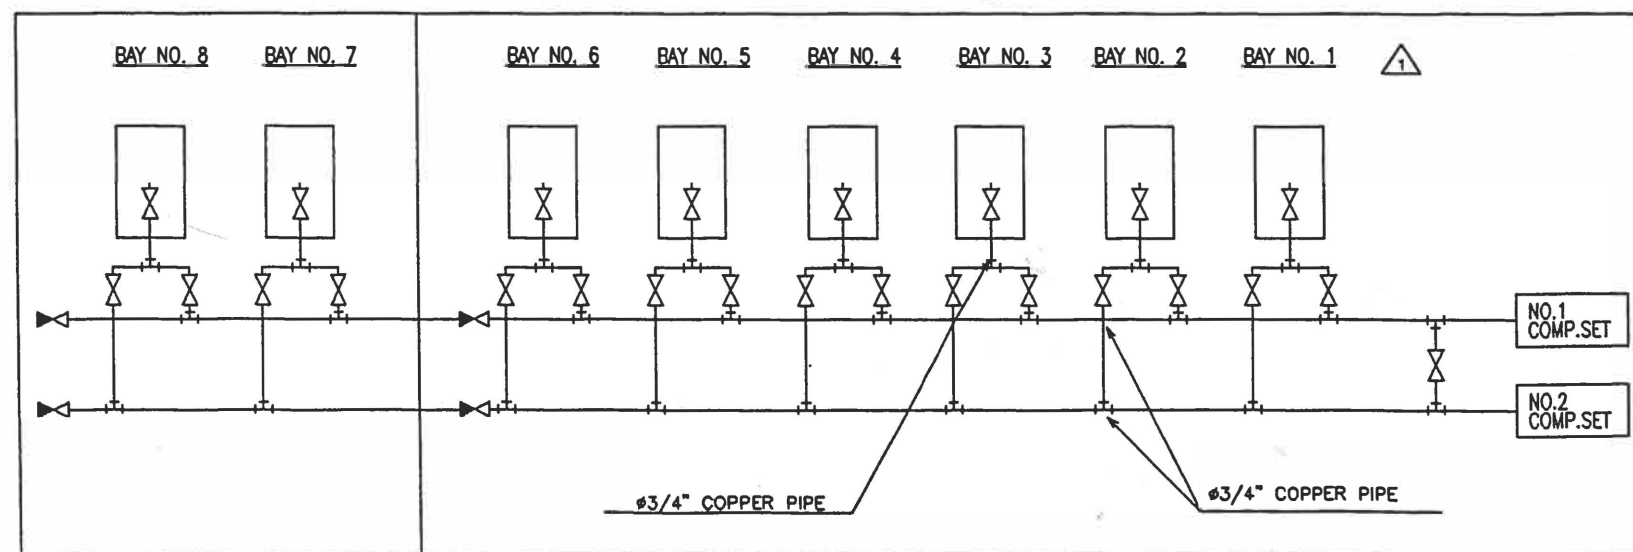 BAY NO. 8 BAY NO. 7 BAY NO. 6 BAY NO. 5 BAY NO. 4 BAY NO. 3 BAY NO. 2 BAY NO. 1 1
NO.1
COMP.SET
NO.2
COMP.SET
ø3/4" COPPER PIPE
ø3/4" COPPER PIPE